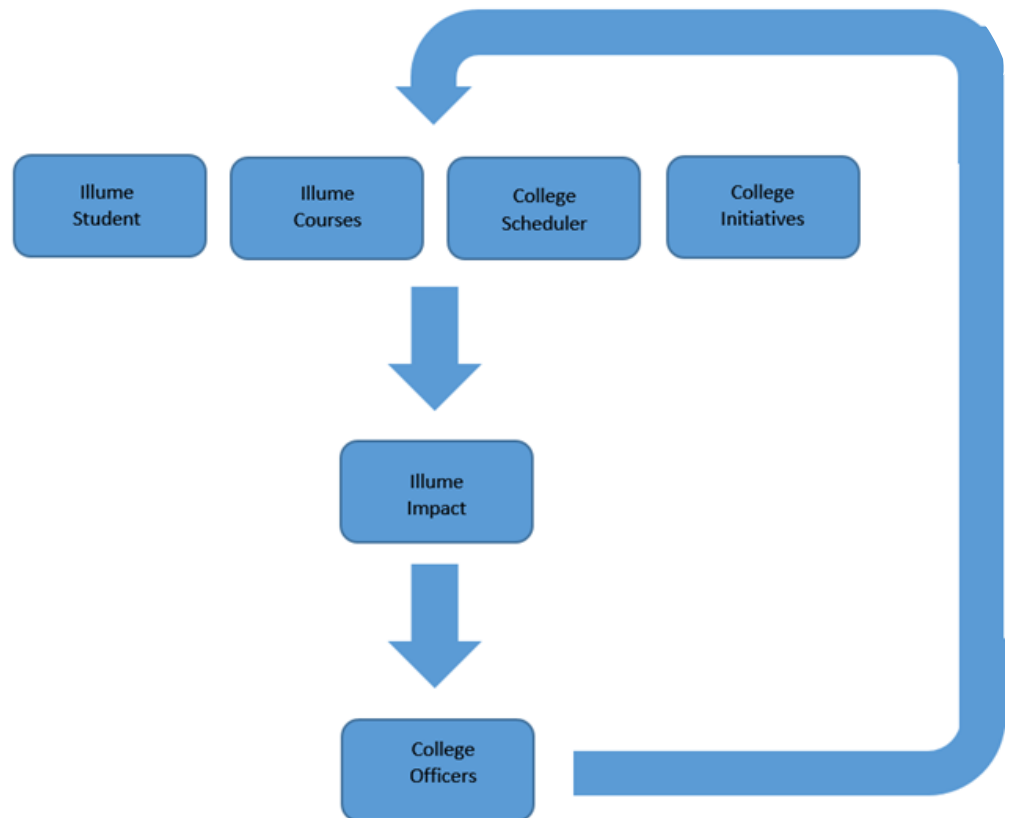 Illume
Student
Illume
Courses
College
Scheduler
College
Initiatives
Illume
Impact
College
Officers